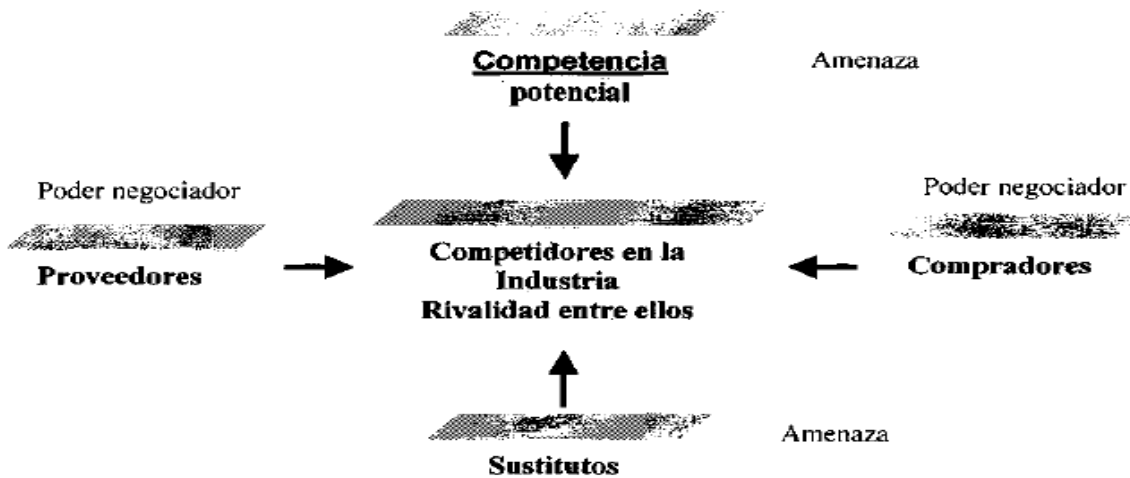 Competencia
potencial
Amenaza
Poder negociador
Proveedores
Competidores en la
Industria
Rivalidad entre ellos
Poder negociador
Compradores
Sustitutos
Amenaza